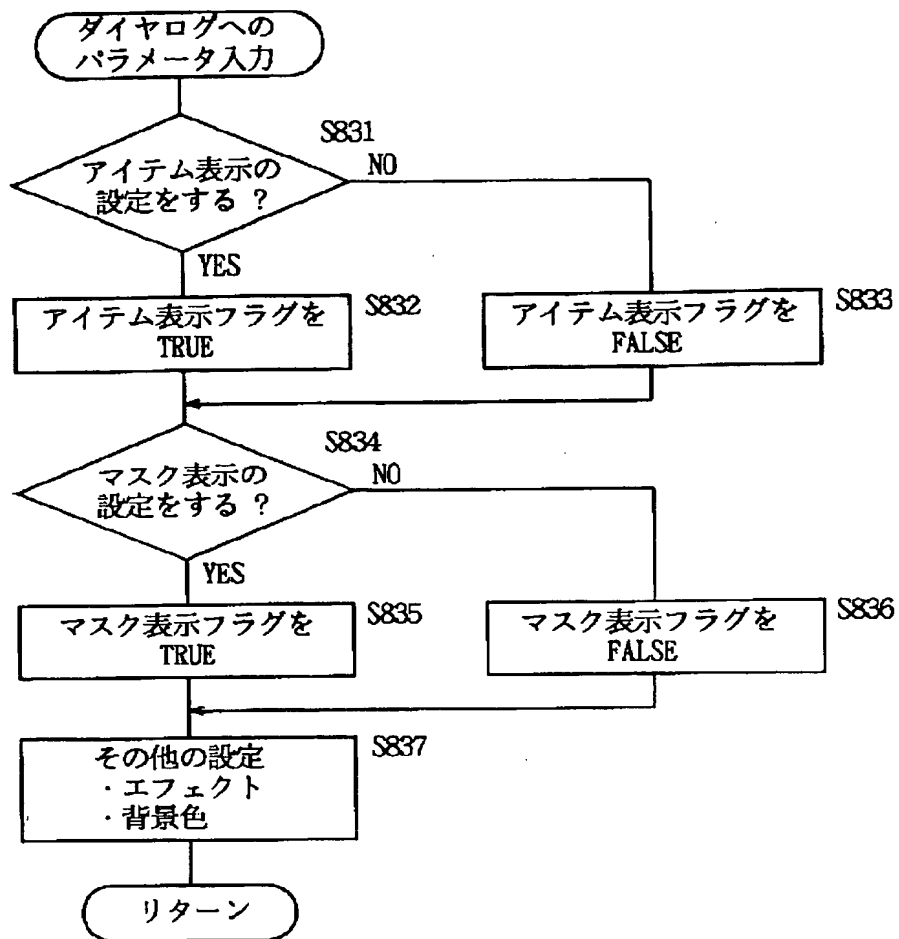 ダイヤログへの
パラメータ入力
S831
アイテム表示の
設定をする ?
NO
YES
アイテム表示フラグを
TRUE
S832
アイテム表示フラグを
FALSE
S833
S834
マスク表示の
設定をする ?
NO
YES
マスク表示フラグを
TRUE
S835
マスク表示フラグを
FALSE
S836
その他の設定
・エフェクト
・背景色
S837
リターン